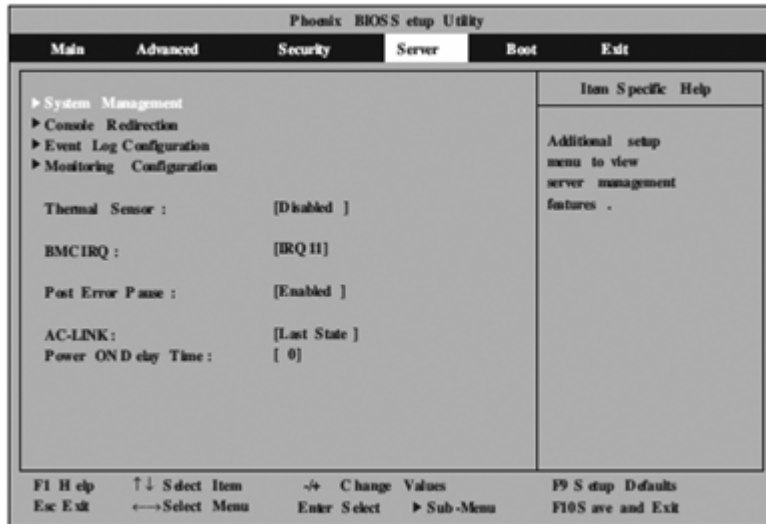 Phoenix BIOS Setup Utility
Main Advanced Security Server Boot Exit
▶ System Management
▶ Console Redirection
▶ Event Log Configuration
▶ Monitoring Configuration
Thermal Sensor : [Disabled ]
BMC IRQ : [IRQ 11]
Post Error Pause : [Enabled ]
AC-LINK : [Last State ]
Power ON Delay Time : [ 0]
Item Specific Help
Additional setup
menu to view
server management
features .
F1 Help ↑↓ Select Item -/+ Change Values F9 Setup Defaults
Esc Exit ←→ Select Menu Enter Select ▶ Sub-Menu F10 Save and Exit